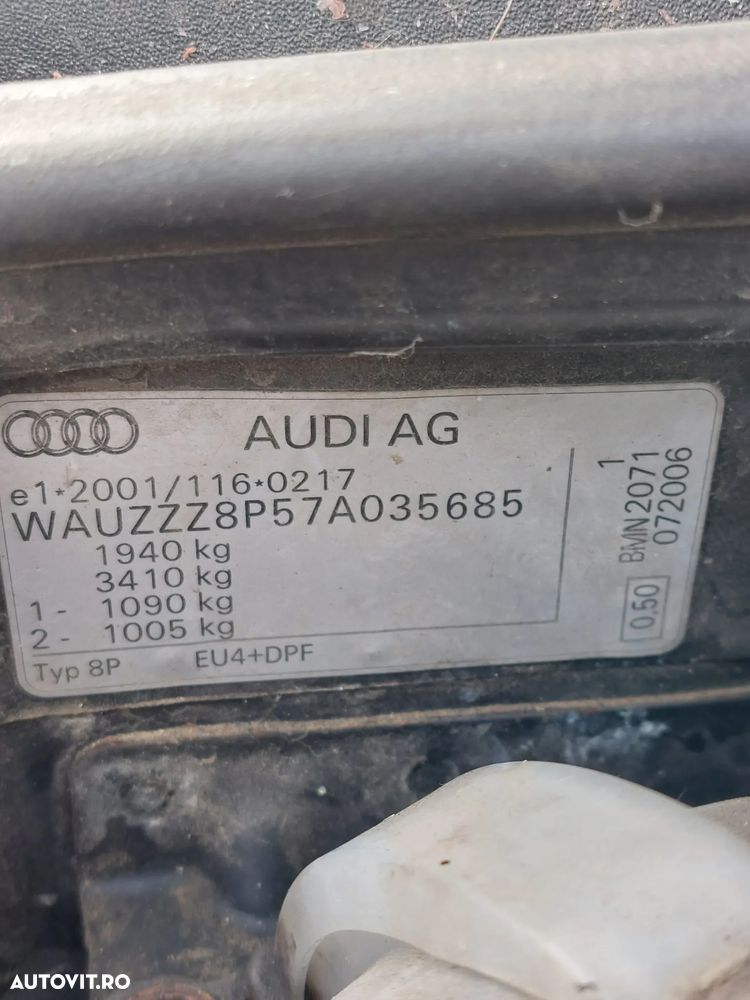 AUDI AG
e1*2001/116*0217
WAUZZZ8P57A035685
1940 kg
3410 kg
1 - 1090 kg
2 - 1005 kg
Typ 8P EU4+DPF
1
BMN2071
072006
0,50
AUTOVIT.RO